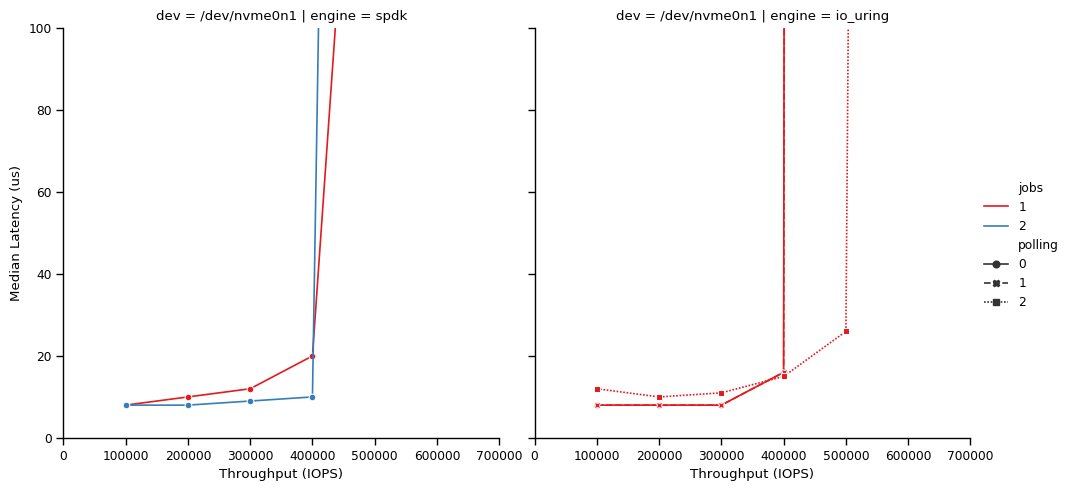 dev = /dev/nvme0n1 | engine = spdk
dev = /dev/nvme0n1 | engine = io_uring
100
80
60
40
20
0
Median Latency (us)
0 100000 200000 300000 400000 500000 600000 700000
0 100000 200000 300000 400000 500000 600000 700000
Throughput (IOPS)
Throughput (IOPS)
jobs
1
2
polling
0
1
2